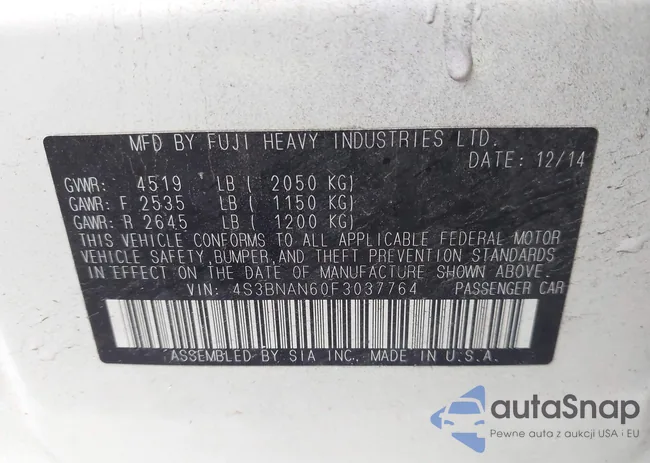 MFD BY FUJI HEAVY INDUSTRIES LTD.
DATE: 12/14
GVWR: 4519 LB ( 2050 KG)
GAWR: F 2535 LB ( 1150 KG)
GAWR: R 2645 LB ( 1200 KG)
THIS VEHICLE CONFORMS TO ALL APPLICABLE FEDERAL MOTOR
VEHICLE SAFETY, BUMPER, AND THEFT PREVENTION STANDARDS
IN EFFECT ON THE DATE OF MANUFACTURE SHOWN ABOVE.
VIN: 4S3BNAN60F3037764 PASSENGER CAR
ASSEMBLED BY SIA INC., MADE IN U.S.A.
autaSnap
Pewne auta z aukcji USA i EU